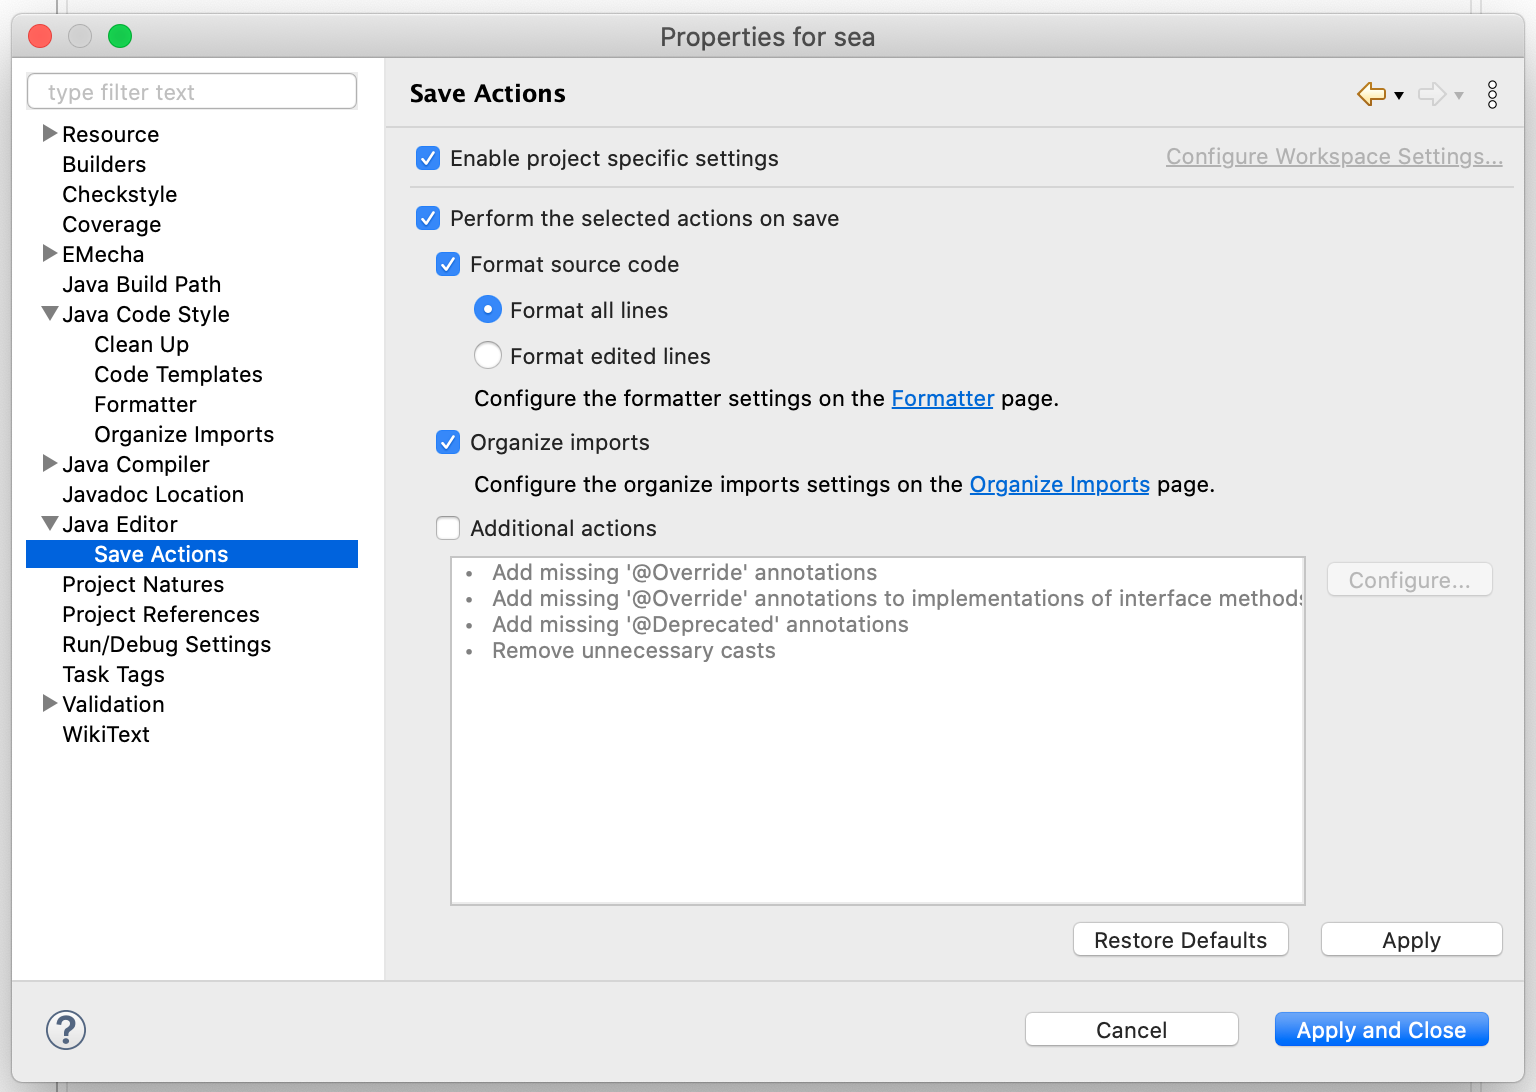 Properties for sea
type filter text
Resource
Builders
Checkstyle
Coverage
EMecha
Java Build Path
Java Code Style
Clean Up
Code Templates
Formatter
Organize Imports
Java Compiler
Javadoc Location
Java Editor
Save Actions
Project Natures
Project References
Run/Debug Settings
Task Tags
Validation
WikiText
Save Actions
Enable project specific settings
Configure Workspace Settings...
Perform the selected actions on save
Format source code
Format all lines
Format edited lines
Configure the formatter settings on the Formatter page.
Organize imports
Configure the organize imports settings on the Organize Imports page.
Additional actions
• Add missing '@Override' annotations
• Add missing '@Override' annotations to implementations of interface methods
• Add missing '@Deprecated' annotations
• Remove unnecessary casts
Configure...
Restore Defaults
Apply
?
Cancel
Apply and Close